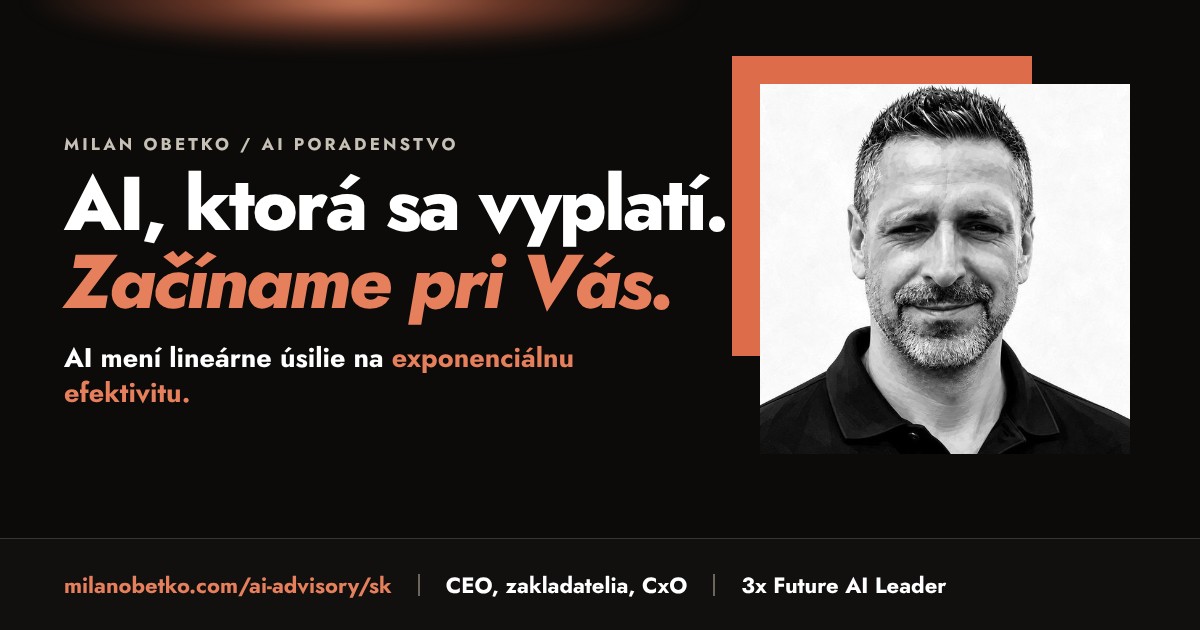 MILAN OBETKO / AI PORADENSTVO
AI, ktorá sa vyplatí.
Začíname pri Vás.
AI mení lineárne úsilie na exponenciálnu
efektivitu.
milanobetko.com/ai-advisory/sk | CEO, zakladatelia, CxO | 3x Future AI Leader